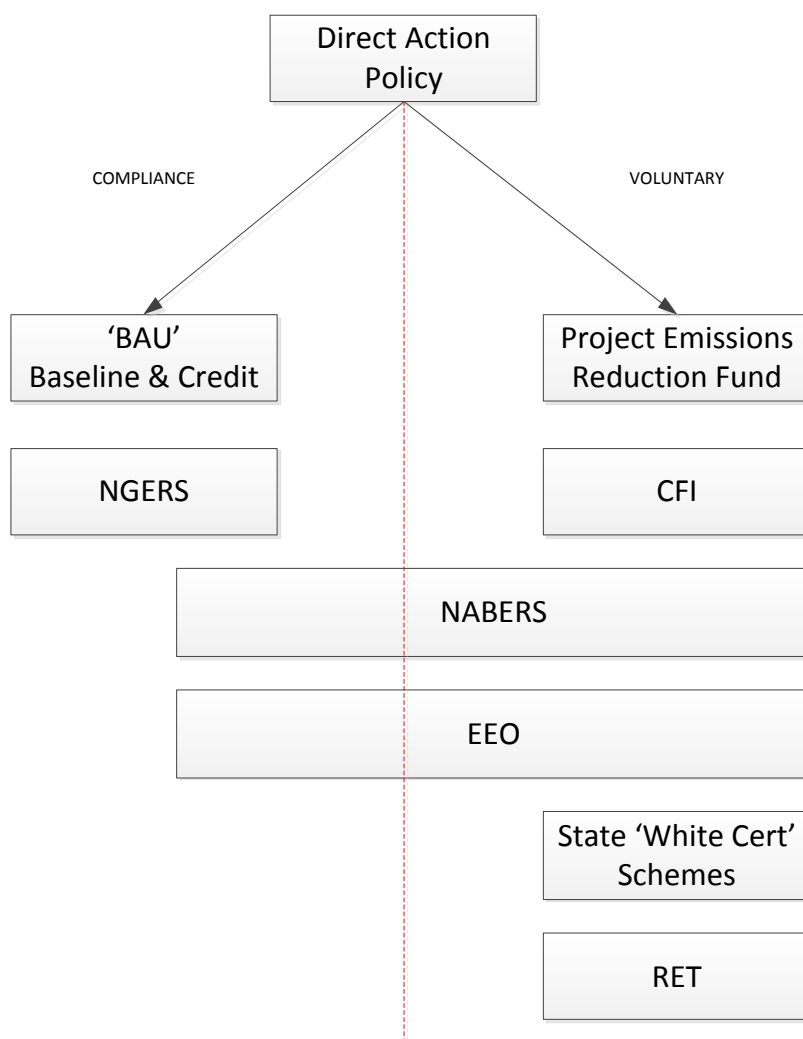 Direct Action
Policy
COMPLIANCE
VOLUNTARY
‘BAU’
Baseline & Credit
Project Emissions
Reduction Fund
NGERS
CFI
NABERS
EEO
State ‘White Cert’
Schemes
RET